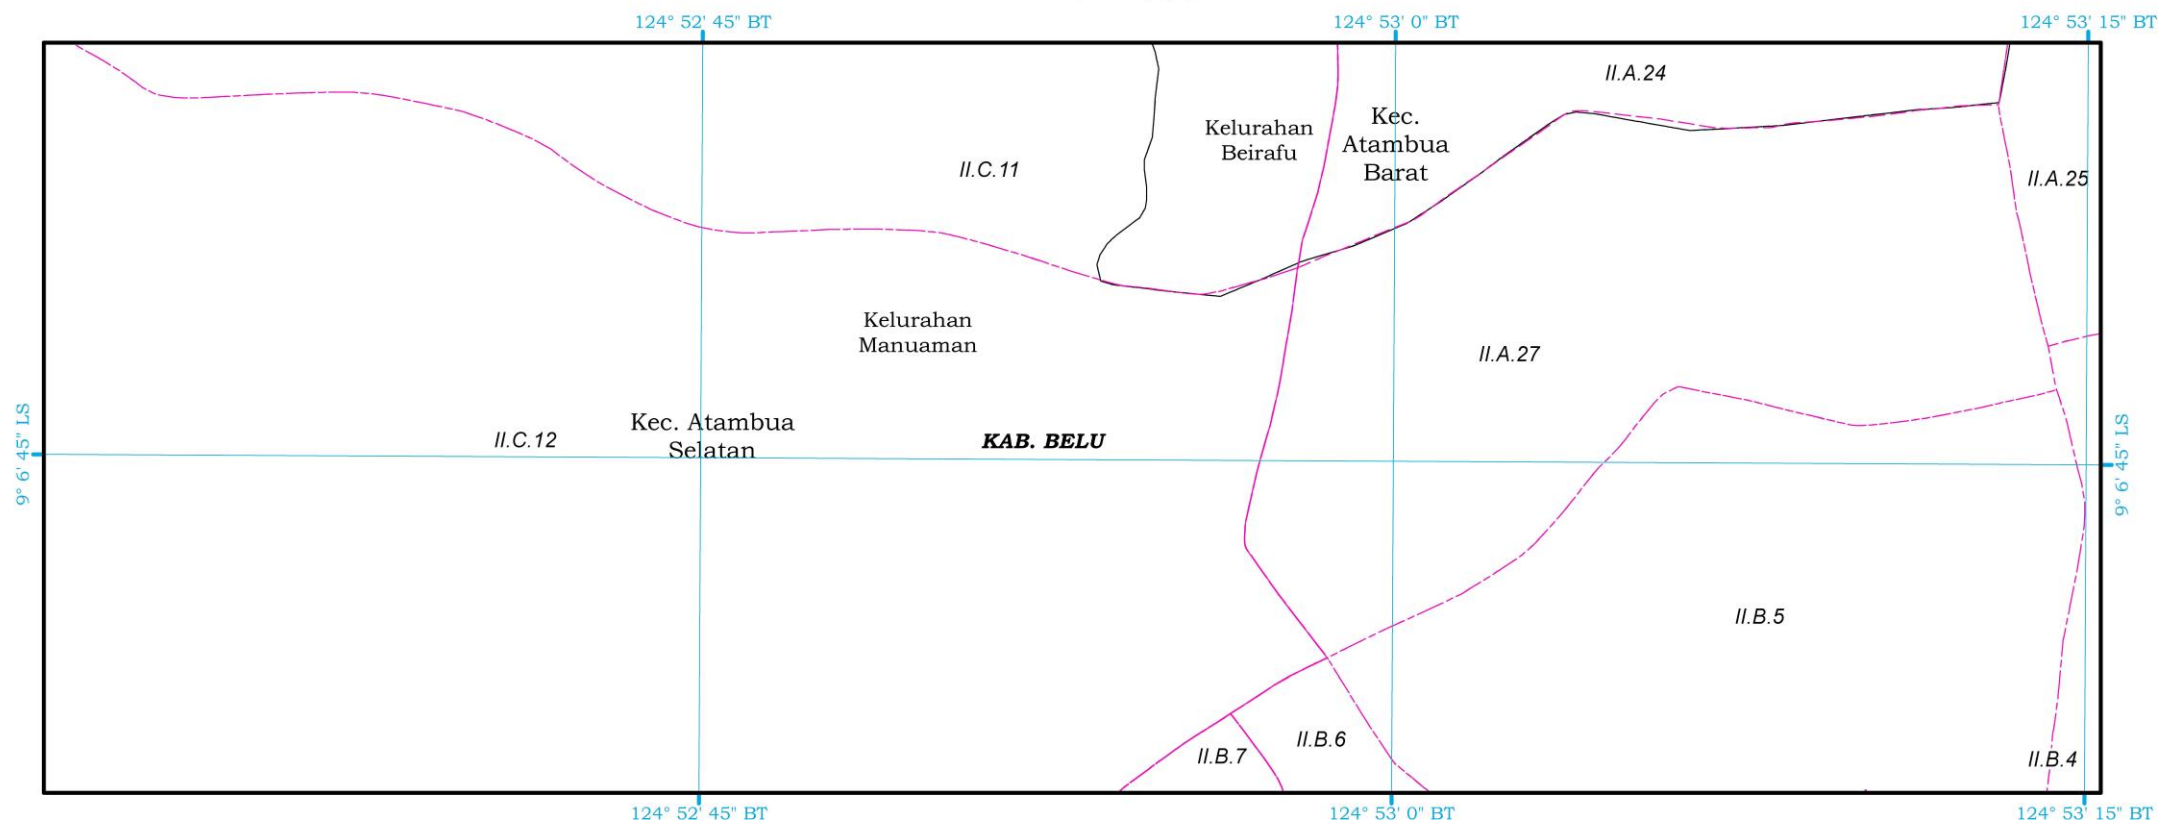 124° 52' 45" BT
124° 53' 0" BT
124° 53' 15" BT
II.A.24
Kec.
Atambua
Barat
Kelurahan
Beirafu
II.C.11
II.A.25
Kelurahan
Manuaman
II.A.27
Kec. Atambua
Selatan
II.C.12
KAB. BELU
9° 6' 45" LS
9° 6' 45" LS
II.B.5
II.B.6
II.B.7
II.B.4
124° 52' 45" BT
124° 53' 0" BT
124° 53' 15" BT